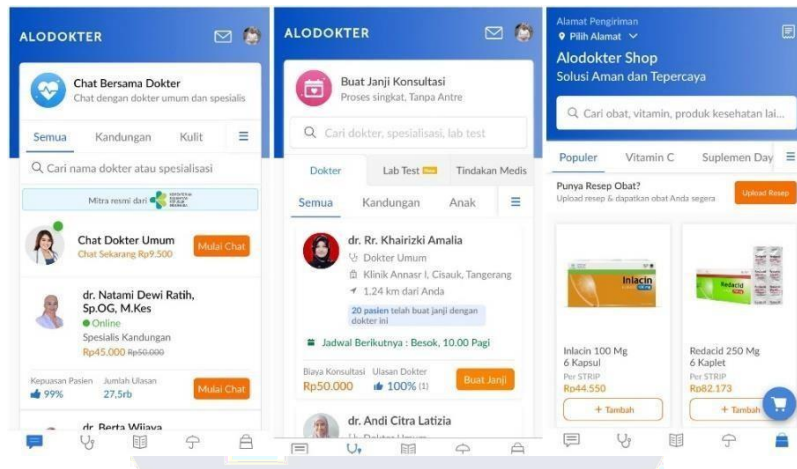 ALODOKTER
Chat Bersama Dokter
Chat dengan dokter umum dan spesialis
Semua Kandungan Kulit
Cari nama dokter atau spesialisasi
Mitra resmi dari
Chat Dokter Umum
Chat Sekarang Rp9.500
Mulai Chat
dr. Natami Dewi Ratih,
Sp.OG, M.Kes
Online
Spesialis Kandungan
Rp45.000 Rp50.000
Kepuasan Pasien Jumlah Ulasan
99% 27,5rb
Mulai Chat
dr. Berta Wijaya
ALODOKTER
Buat Janji Konsultasi
Proses singkat, Tanpa Antre
Cari dokter, spesialisasi, lab test
Dokter Lab Test Tindakan Medis
Semua Kandungan Anak
dr. Rr. Khairizki Amalia
Dokter Umum
Klinik Annasr I, Cisauk, Tangerang
1.24 km dari Anda
20 pasien telah buat janji dengan
dokter ini
Jadwal Berikutnya : Besok, 10.00 Pagi
Biaya Konsultasi Ulasan Dokter
Rp50.000 100% (1)
Buat Janji
dr. Andi Citra Latizia
Dokter Umum
Alamat Pengiriman
Pilih Alamat
Alodokter Shop
Solusi Aman dan Tepercaya
Cari obat, vitamin, produk kesehatan lai...
Populer Vitamin C Suplemen Day
Punya Resep Obat?
Upload resep & dapatkan obat Anda segera
Upload Resep
Inlacin
Redacid
Inlacin 100 Mg
6 Kapsul
Per STRIP
Rp44.550
+ Tambah
Redacid 250 Mg
6 Kaplet
Per STRIP
Rp82.173
+ Tambah